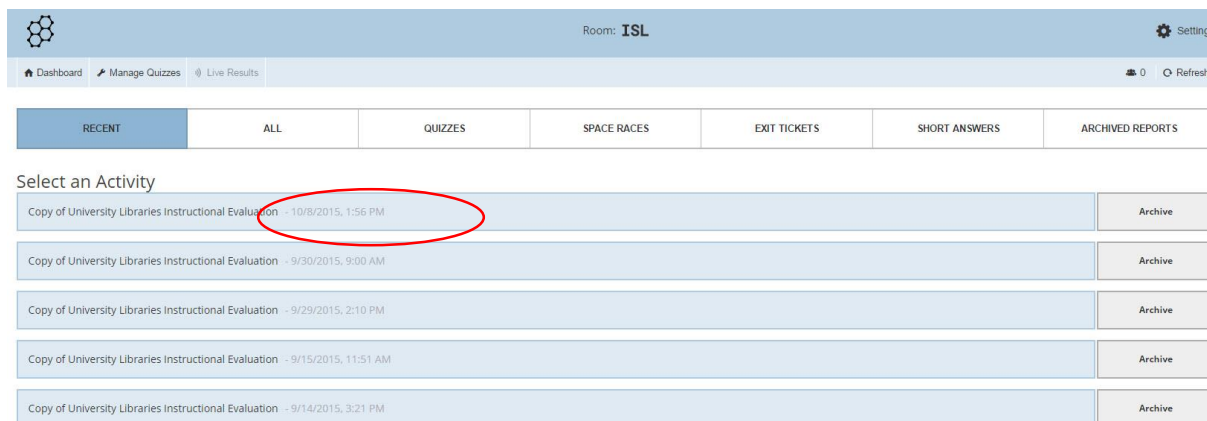 Room: ISL
Setting
Dashboard Manage Quizzes Live Results 0 Refresh
RECENT ALL QUIZZES SPACE RACES EXIT TICKETS SHORT ANSWERS ARCHIVED REPORTS
Select an Activity
Copy of University Libraries Instructional Evaluation - 10/8/2015, 1:56 PM Archive
Copy of University Libraries Instructional Evaluation - 9/30/2015, 9:00 AM Archive
Copy of University Libraries Instructional Evaluation - 9/29/2015, 2:10 PM Archive
Copy of University Libraries Instructional Evaluation - 9/15/2015, 11:51 AM Archive
Copy of University Libraries Instructional Evaluation - 9/14/2015, 3:21 PM Archive